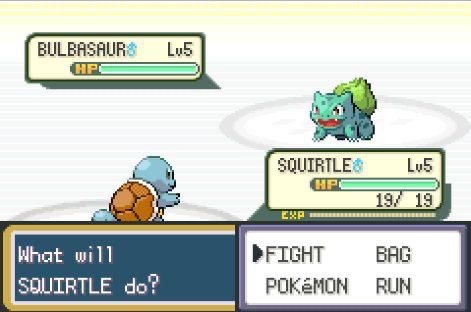 BULBASAUR♂ Lv5
HP
SQUIRTLE♂ Lv5
HP
19/ 19
EXP
What will
SQUIRTLE do?
▶FIGHT BAG
POKéMON RUN